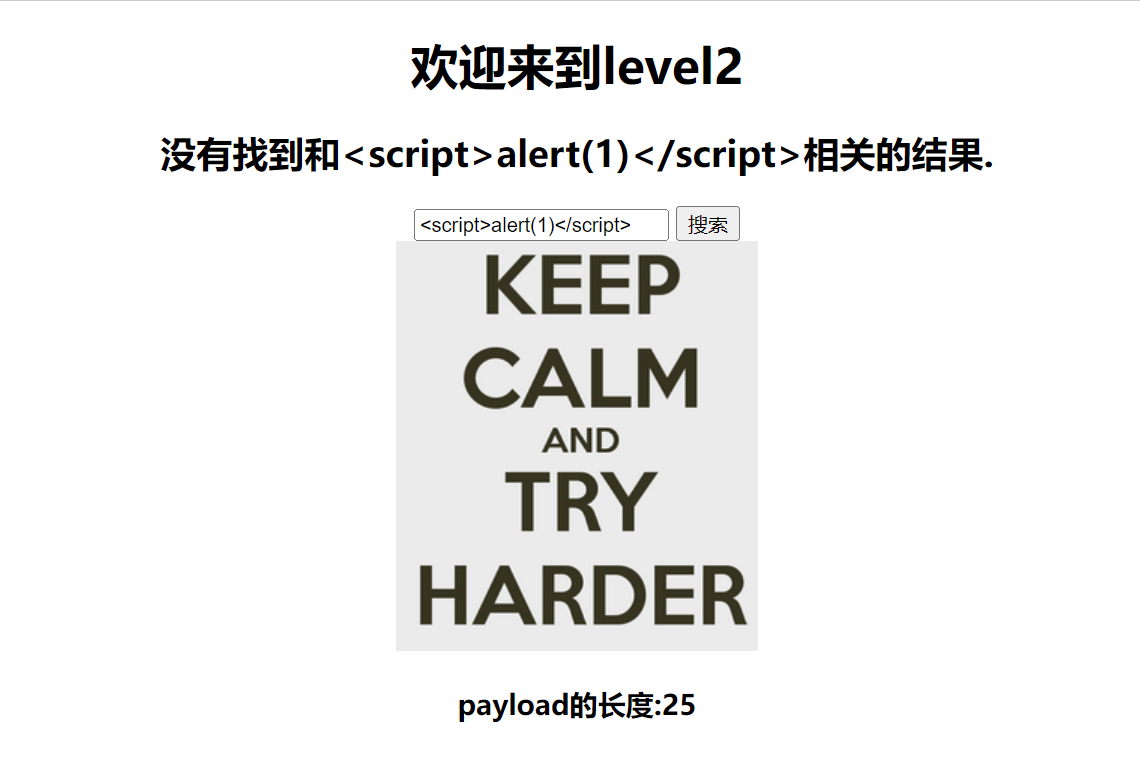 欢迎来到level2
没有找到和<script>alert(1)</script>相关的结果.
<script>alert(1)</script> 搜索
KEEP
CALM
AND
TRY
HARDER
payload的长度:25